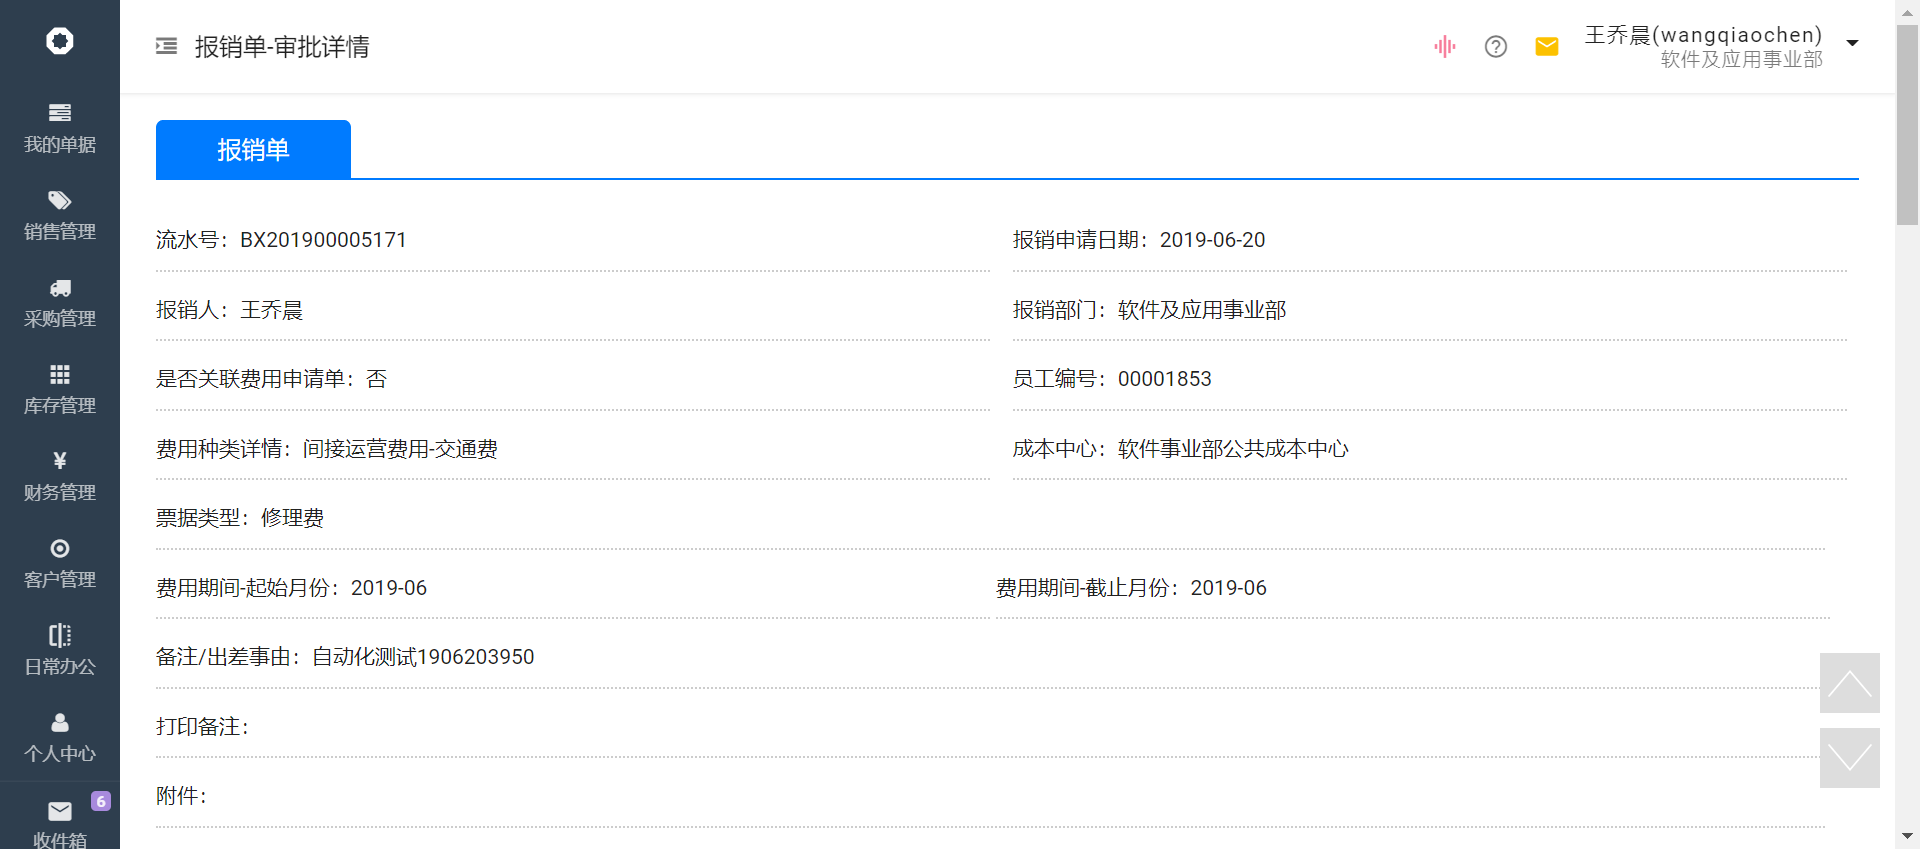 报销单-审批详情
王乔晨(wangqiaochen)
软件及应用事业部
我的单据
销售管理
采购管理
库存管理
¥
财务管理
客户管理
日常办公
个人中心
6
收件箱
报销单
流水号：BX201900005171
报销申请日期：2019-06-20
报销人：王乔晨
报销部门：软件及应用事业部
是否关联费用申请单：否
员工编号：00001853
费用种类详情：间接运营费用-交通费
成本中心：软件事业部公共成本中心
票据类型：修理费
费用期间-起始月份：2019-06
费用期间-截止月份：2019-06
备注/出差事由：自动化测试1906203950
打印备注：
附件：